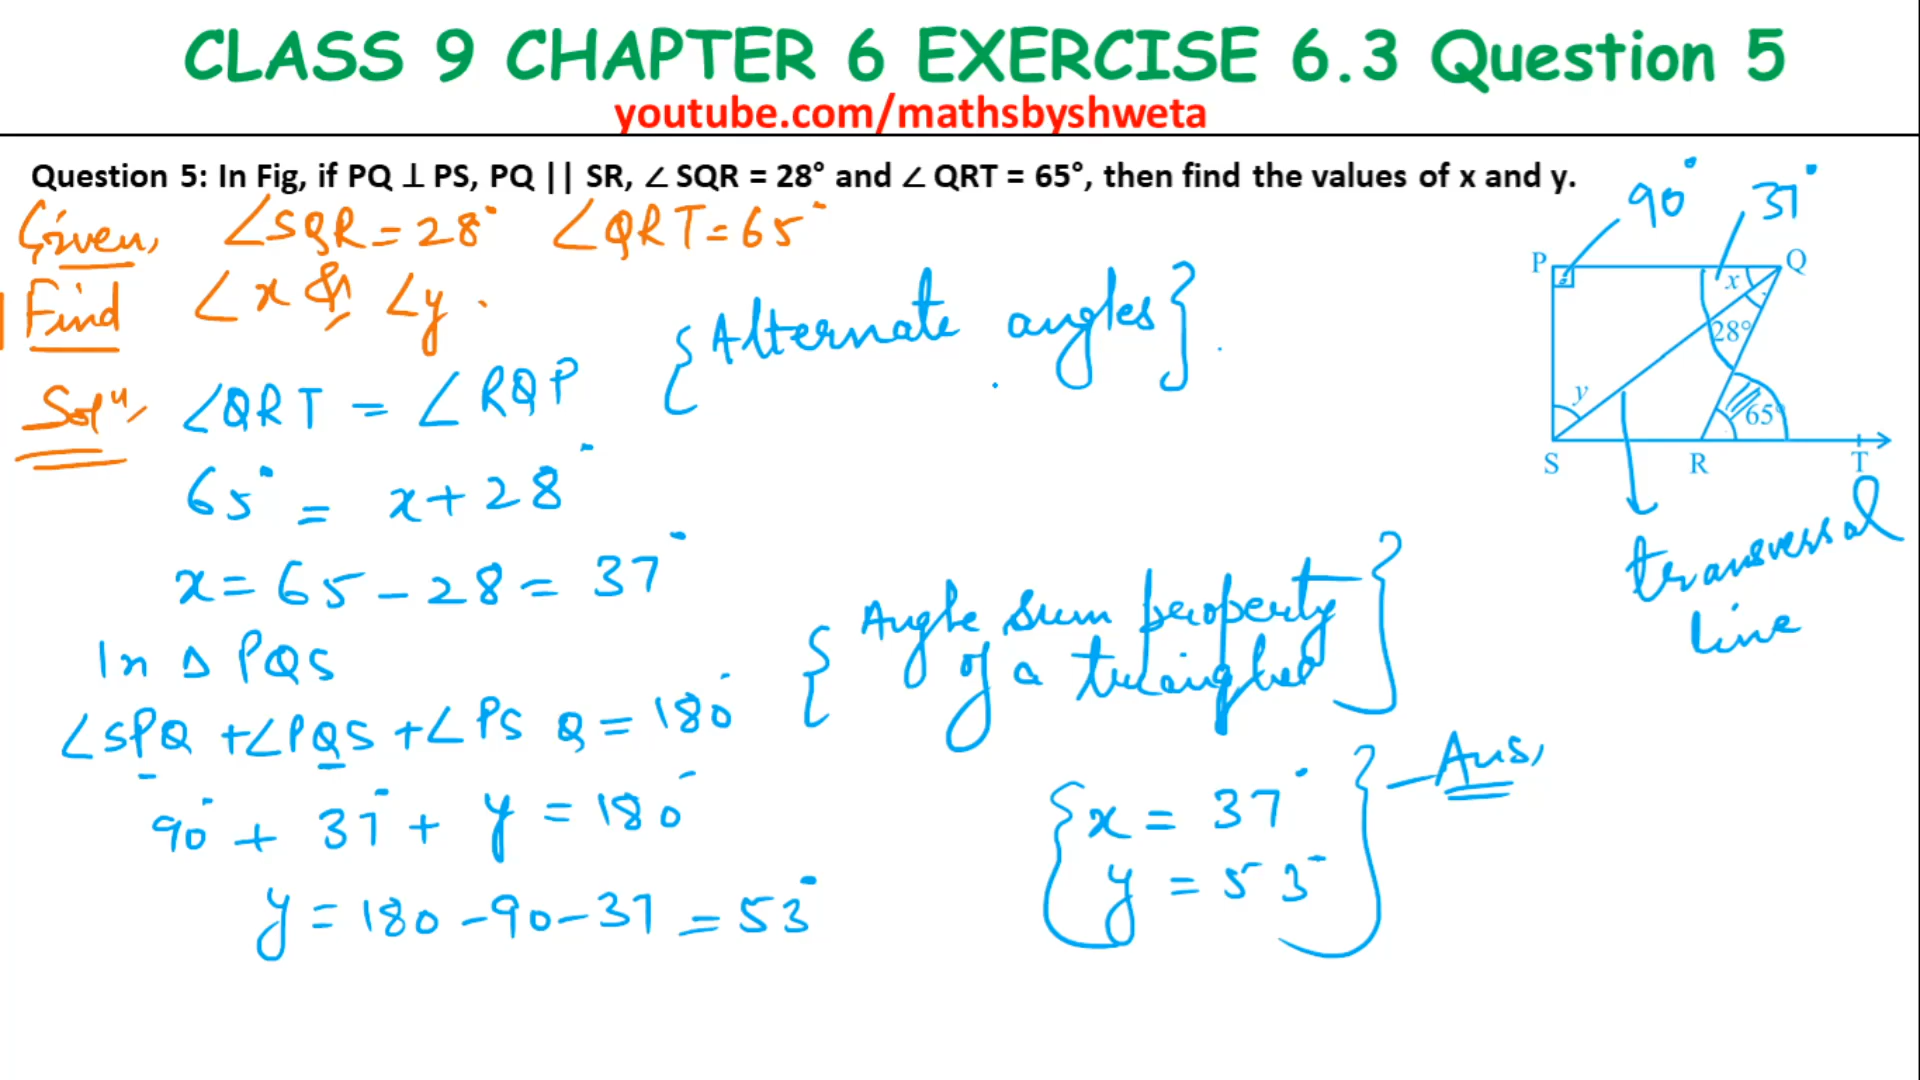 CLASS 9 CHAPTER 6 EXERCISE 6.3 Question 5
youtube.com/mathsbyshweta
Question 5: In Fig, if PQ ⊥ PS, PQ || SR, ∠ SQR = 28° and ∠ QRT = 65°, then find the values of x and y.
Given, ∠SQR = 28° ∠QRT = 65°
Find ∠x & ∠y.
Solⁿ, ∠QRT = ∠RQP {Alternate angles}
65° = x + 28°
x = 65 - 28 = 37°
In Δ PQS
∠SPQ + ∠PQS + ∠PSQ = 180° {Angle sum property of a
90° + 37° + y = 180°
y = 180 - 90 - 37 = 53°
{x = 37°
y = 53°} - Ans,
90° 37°
P Q
x
28°
y
65°
S R T
transversal
line